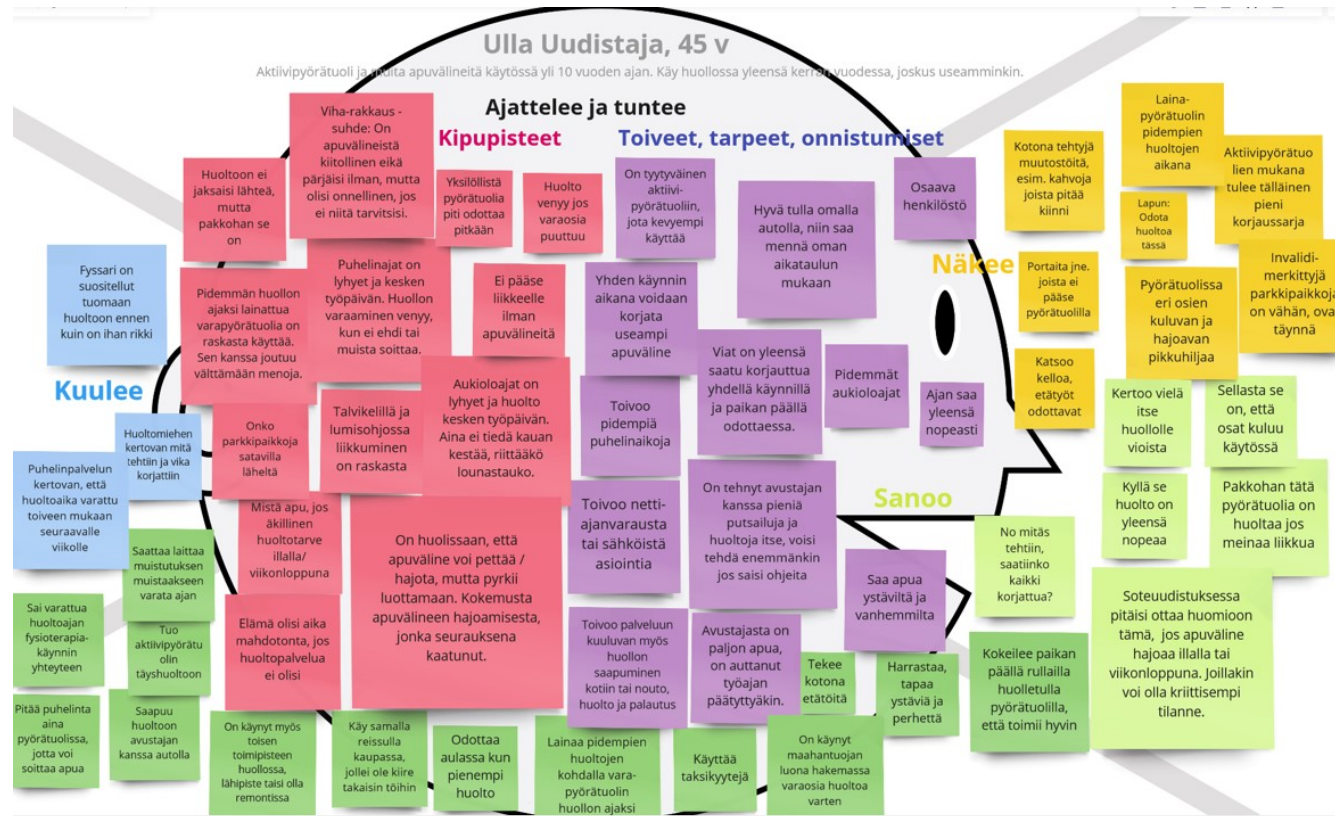 Ulla Uudistaja, 45 v
Aktiivipyörätuoli ja muita apuvälineitä käytössä yli 10 vuoden ajan. Käy huollossa yleensä kerran vuodessa, joskus useamminkin.
Ajattelee ja tuntee
Kipupisteet
Huoltoon ei
jaksaisi lähteä,
mutta
pakkohan se
on
Viha-rakkaus -
suhde: On
apuvälineistä
kiitollinen eikä
pärjäisi ilman, mutta
olisi onnellinen, jos
ei niitä tarvitsisi.
Yksilöllistä
pyörätuolia
piti odottaa
pitkään
Huolto
venyy jos
varaosia
puuttuu
Pidemmän huollon
ajaksi lainattua
varapyörätuolia on
raskasta käyttää.
Sen kanssa joutuu
välttämään menoja.
Puhelinajat on
lyhyet ja kesken
työpäivän. Huollon
varaaminen venyy,
kun ei ehdi tai
muista soittaa.
Ei pääse
liikkeelle
ilman
apuvälineitä
Onko
parkkipaikkoja
satavilla
läheltä
Talvikelillä ja
lumisohjossa
liikkuminen
on raskasta
Aukioloajat on
lyhyet ja huolto
kesken työpäivän.
Aina ei tiedä kauan
kestää, riittääkö
lounastauko.
Mistä apu, jos
äkillinen
huoltotarve
illalla/
viikonloppuna
On huolissaan, että
apuväline voi pettää /
hajota, mutta pyrkii
luottamaan. Kokemusta
apuvälineen hajoamisesta,
jonka seurauksena
kaatunut.
Elämä olisi aika
mahdotonta, jos
huoltopalvelua
ei olisi
Toiveet, tarpeet, onnistumiset
On tyytyväinen
aktiivi-
pyörätuoliin,
jota kevyempi
käyttää
Hyvä tulla omalla
autolla, niin saa
mennä oman
aikataulun
mukaan
Osaava
henkilöstö
Yhden käynnin
aikana voidaan
korjata
useampi
apuväline
Viat on yleensä
saatu korjauttua
yhdellä käynnillä
ja paikan päällä
odottaessa.
Pidemmät
aukioloajat
Ajan saa
yleensä
nopeasti
Toivoo
pidempiä
puhelinaikoja
Toivoo netti-
ajanvarausta
tai sähköistä
asiointia
On tehnyt avustajan
kanssa pieniä
putsailuja ja
huoltoja itse, voisi
tehdä enemmänkin
jos saisi ohjeita
Saa apua
ystäviltä ja
vanhemmilta
Toivoo palveluun
kuuluvan myös
huollon
saapuminen
kotiin tai nouto,
huolto ja palautus
Avustajasta on
paljon apua,
on auttanut
työajan
päätyttyäkin.
Näkee
Kotona tehtyjä
muutostöitä,
esim. kahvoja
joista pitää
kiinni
Laina-
pyörätuolin
pidempien
huoltojen
aikana
Aktiivipyörätuo
lien mukana
tulee tälläinen
pieni
korjaussarja
Lapun:
Odota
huoltoa
tässä
Portaita jne.
joista ei
pääse
pyörätuolilla
Pyörätuolissa
eri osien
kuluvan ja
hajoavan
pikkuhiljaa
Invalidi-
merkittyjä
parkkipaikkoja
on vähän, ova
täynnä
Katsoo
kelloa,
etätyöt
odottavat
Kuulee
Fyssari on
suositellut
tuomaan
huoltoon ennen
kuin on ihan rikki
Huoltomiehen
kertovan mitä
tehtiin ja vika
korjattiin
Puhelinpalvelun
kertovan, että
huoltoaika varattu
toiveen mukaan
seuraavalle
viikolle
Sanoo
Kertoo vielä
itse
huollolle
vioista
Sellasta se
on, että
osat kuluu
käytössä
Kyllä se
huolto on
yleensä
nopeaa
Pakkohan tätä
pyörätuolia on
huoltaa jos
meinaa liikkua
No mitäs
tehtiin,
saatiinko
kaikki
korjattua?
Soteuudistuksessa
pitäisi ottaa huomioon
tämä, jos apuväline
hajoaa illalla tai
viikonloppuna. Joillakin
voi olla kriittisempi
tilanne.
Saattaa laittaa
muistutuksen
muistaakseen
varata ajan
Sai varattua
huoltoajan
fysioterapia-
käynnin
yhteyteen
Tuo
aktiivipyörätu
olin
täyshuoltoon
Pitää puhelinta
aina
pyörätuolissa,
jotta voi
soittaa apua
Saapuu
huoltoon
avustajan
kanssa autolla
On käynyt myös
toisen
toimipisteen
huollossa,
lähipiste taisi olla
remontissa
Käy samalla
reissulla
kaupassa,
jollei ole kiire
takaisin töihin
Odottaa
aulassa kun
pienempi
huolto
Lainaa pidempien
huoltojen
kohdalla vara-
pyörätuolin
huollon ajaksi
Käyttää
taksikyytejä
Tekee
kotona
etätöitä
On käynyt
maahantuojan
luona hakemassa
varaosia huoltoa
varten
Harrastaa,
tapaa
ystäviä ja
perhettä
Kokeilee paikan
päällä rullailla
huolletulla
pyörätuolilla,
että toimii hyvin